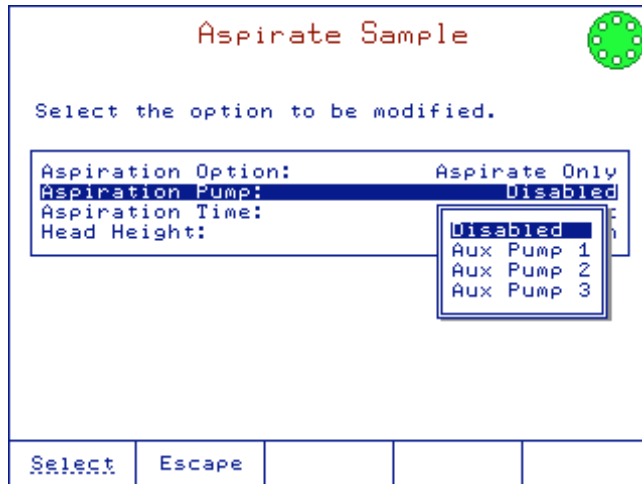 Aspirate Sample
Select the option to be modified.
Aspiration Option: Aspirate Only
Aspiration Pump: Disabled
Aspiration Time:
Head Height:
Disabled
Aux Pump 1
Aux Pump 2
Aux Pump 3
Select Escape